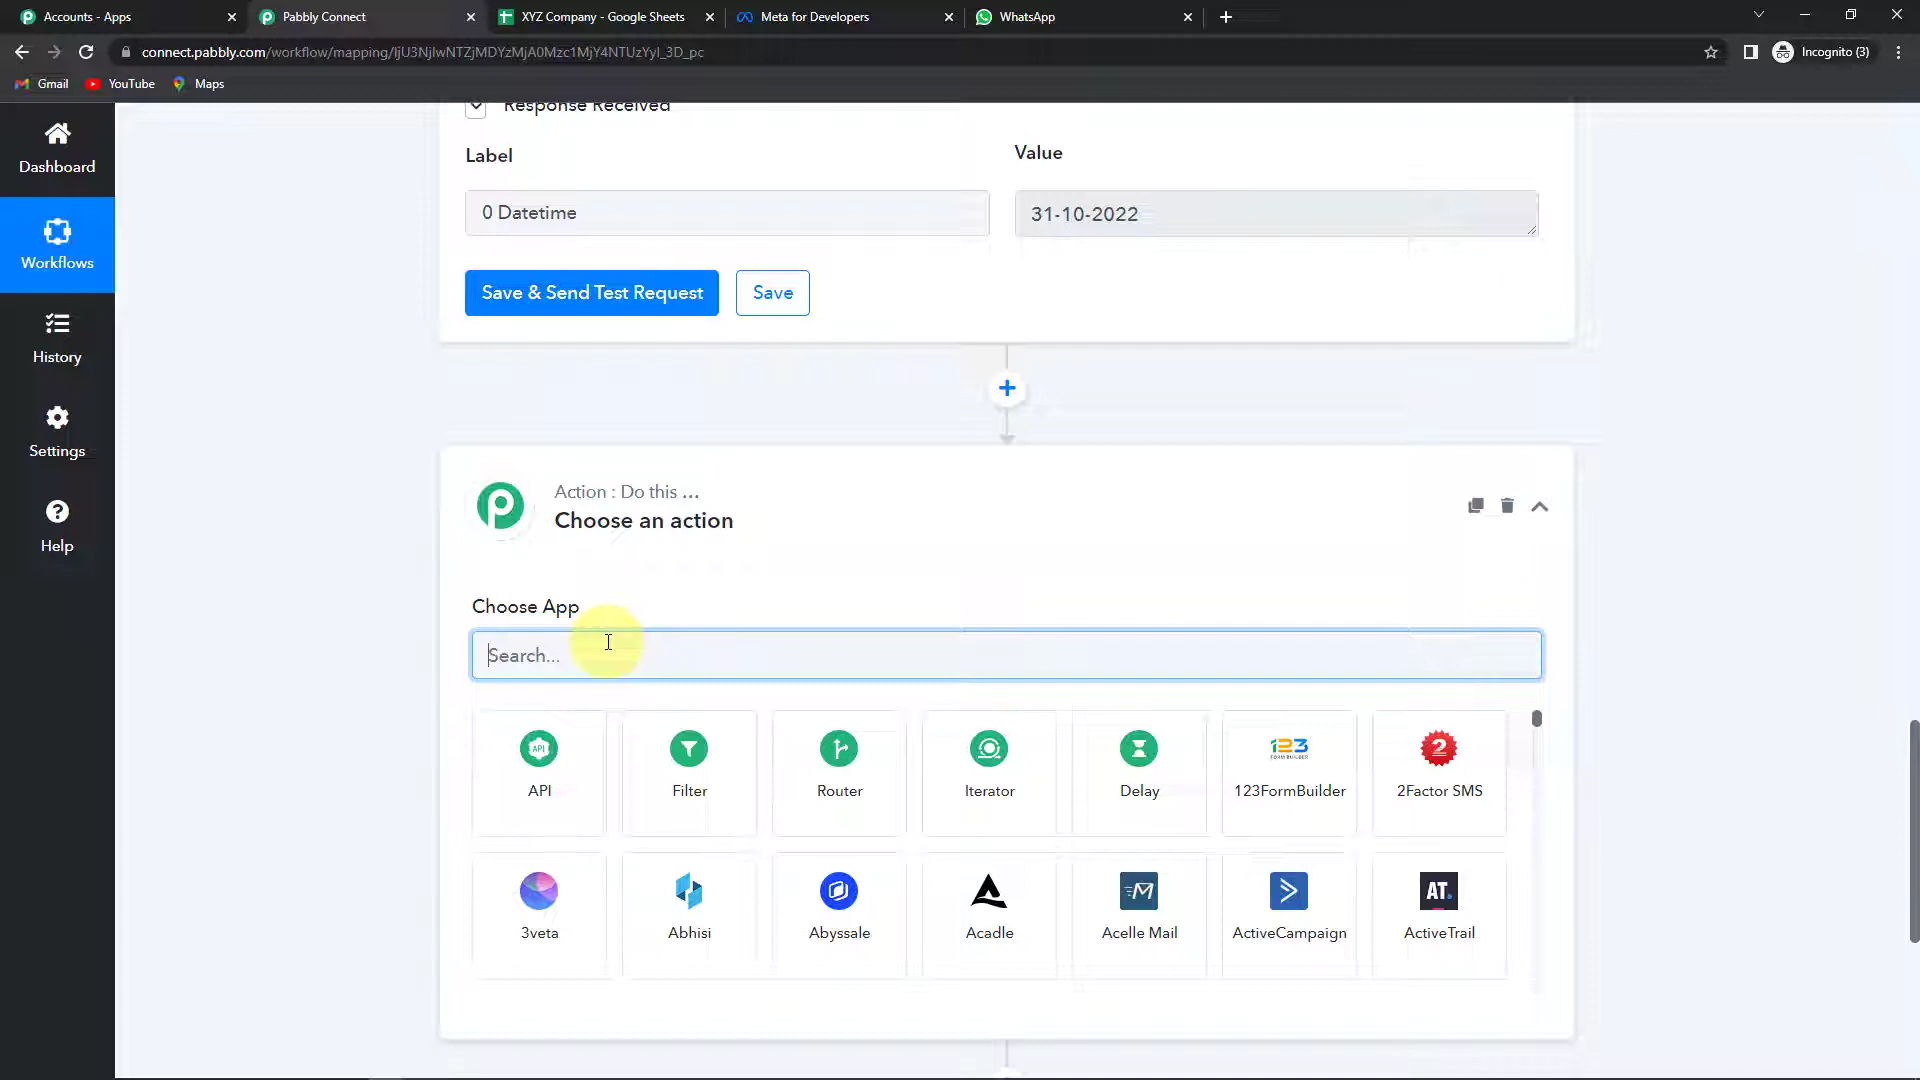 Accounts - Apps
Pabbly Connect
XYZ Company - Google Sheets
Meta for Developers
WhatsApp
connect.pabbly.com/workflow/mapping/IjU3NjIwNTZjMDYzMjA0Mzc1MjY4NTUzYyI_3D_pc
Incognito (3)
Gmail
YouTube
Maps
Dashboard
Workflows
History
Settings
Help
Response Received
Label
Value
0 Datetime
31-10-2022
Save & Send Test Request
Save
Action : Do this ...
Choose an action
Choose App
Search...
API
Filter
Router
Iterator
Delay
123FormBuilder
2Factor SMS
3veta
Abhisi
Abyssale
Acadle
Acelle Mail
ActiveCampaign
ActiveTrail